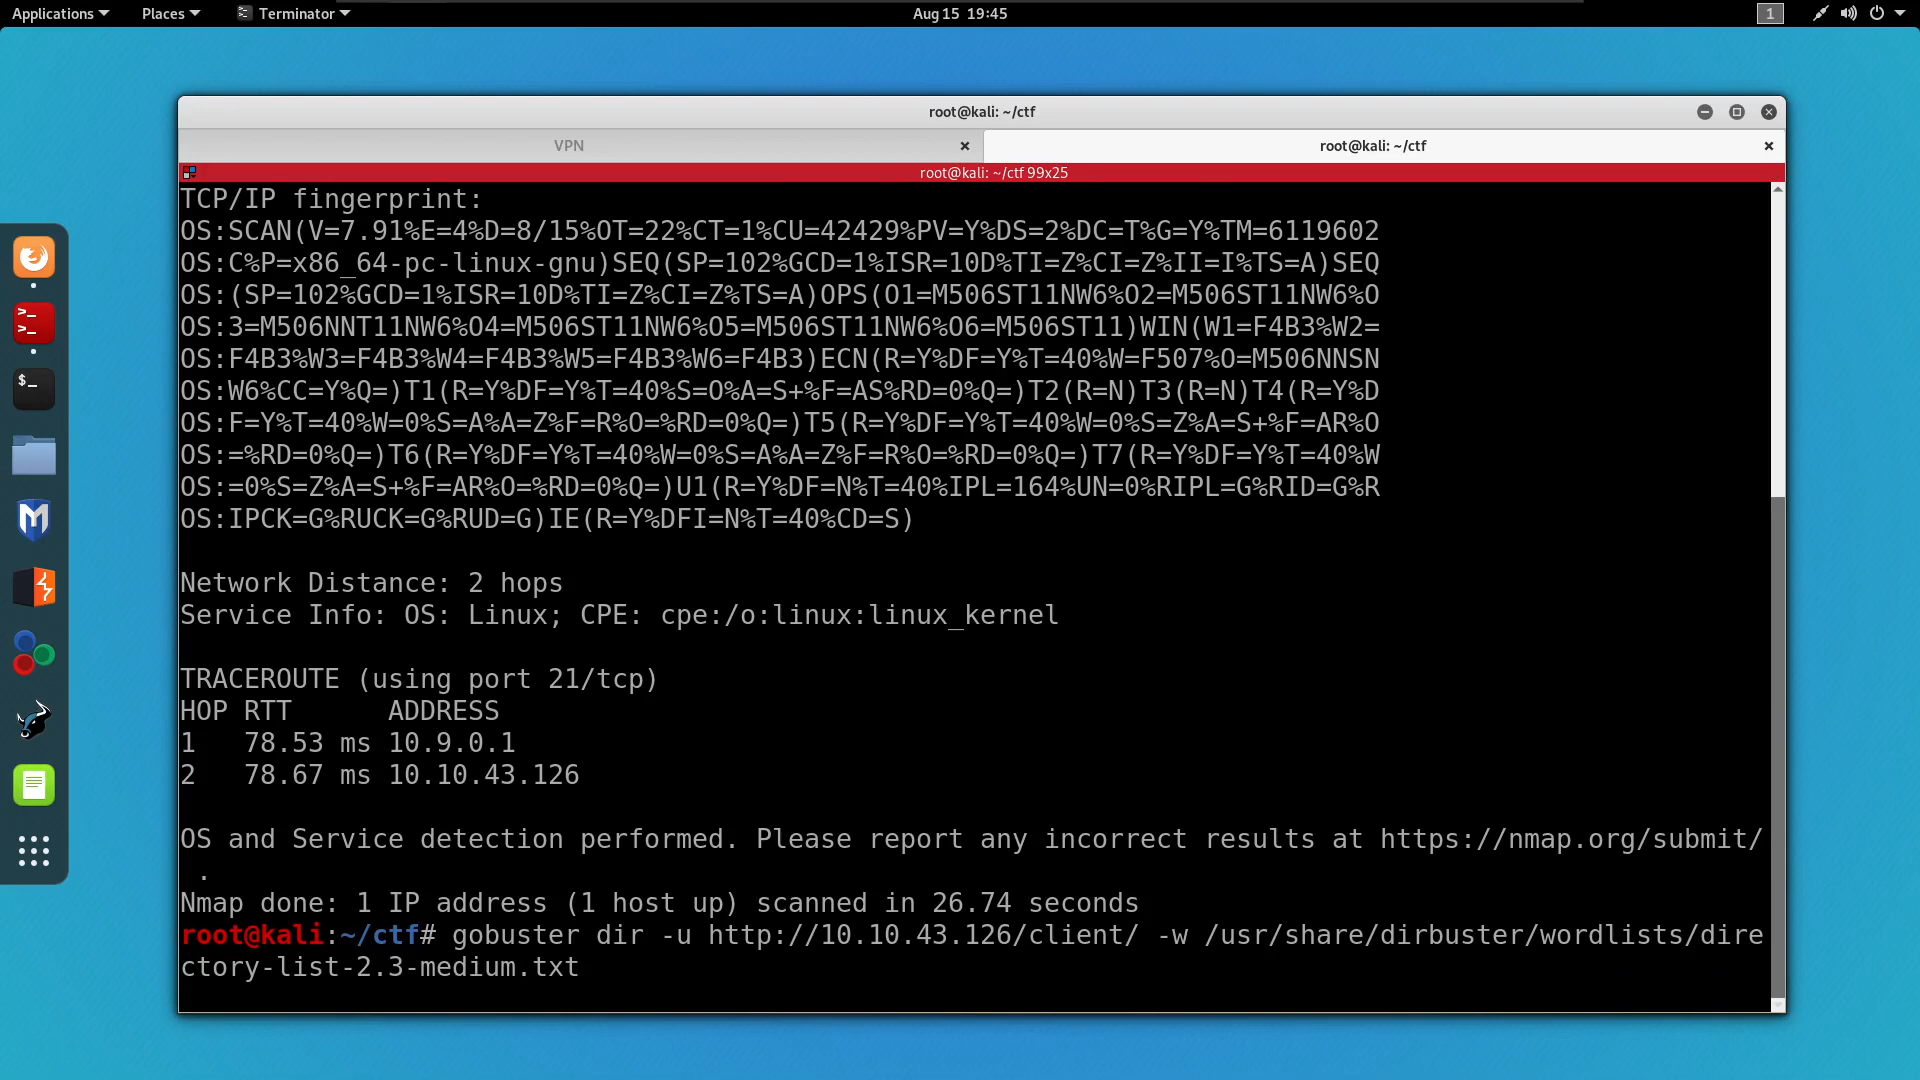 Applications Places Terminator Aug 15 19:45 1
root@kali: ~/ctf
VPN × root@kali: ~/ctf ×
root@kali: ~/ctf 99x25
TCP/IP fingerprint:
OS:SCAN(V=7.91%E=4%D=8/15%OT=22%CT=1%CU=42429%PV=Y%DS=2%DC=T%G=Y%TM=6119602
OS:C%P=x86_64-pc-linux-gnu)SEQ(SP=102%GCD=1%ISR=10D%TI=Z%CI=Z%II=I%TS=A)SEQ
OS:(SP=102%GCD=1%ISR=10D%TI=Z%CI=Z%TS=A)OPS(O1=M506ST11NW6%O2=M506ST11NW6%O
OS:3=M506NNT11NW6%O4=M506ST11NW6%O5=M506ST11NW6%O6=M506ST11)WIN(W1=F4B3%W2=
OS:F4B3%W3=F4B3%W4=F4B3%W5=F4B3%W6=F4B3)ECN(R=Y%DF=Y%T=40%W=F507%O=M506NNSN
OS:W6%CC=Y%Q=)T1(R=Y%DF=Y%T=40%S=O%A=S+%F=AS%RD=0%Q=)T2(R=N)T3(R=N)T4(R=Y%D
OS:F=Y%T=40%W=0%S=A%A=Z%F=R%O=%RD=0%Q=)T5(R=Y%DF=Y%T=40%W=0%S=Z%A=S+%F=AR%O
OS:=%RD=0%Q=)T6(R=Y%DF=Y%T=40%W=0%S=A%A=Z%F=R%O=%RD=0%Q=)T7(R=Y%DF=Y%T=40%W
OS:=0%S=Z%A=S+%F=AR%O=%RD=0%Q=)U1(R=Y%DF=N%T=40%IPL=164%UN=0%RIPL=G%RID=G%R
OS:IPCK=G%RUCK=G%RUD=G)IE(R=Y%DFI=N%T=40%CD=S)
Network Distance: 2 hops
Service Info: OS: Linux; CPE: cpe:/o:linux:linux_kernel
TRACEROUTE (using port 21/tcp)
HOP RTT      ADDRESS
1   78.53 ms 10.9.0.1
2   78.67 ms 10.10.43.126
OS and Service detection performed. Please report any incorrect results at https://nmap.org/submit/
 .
Nmap done: 1 IP address (1 host up) scanned in 26.74 seconds
root@kali:~/ctf# gobuster dir -u http://10.10.43.126/client/ -w /usr/share/dirbuster/wordlists/dire
ctory-list-2.3-medium.txt